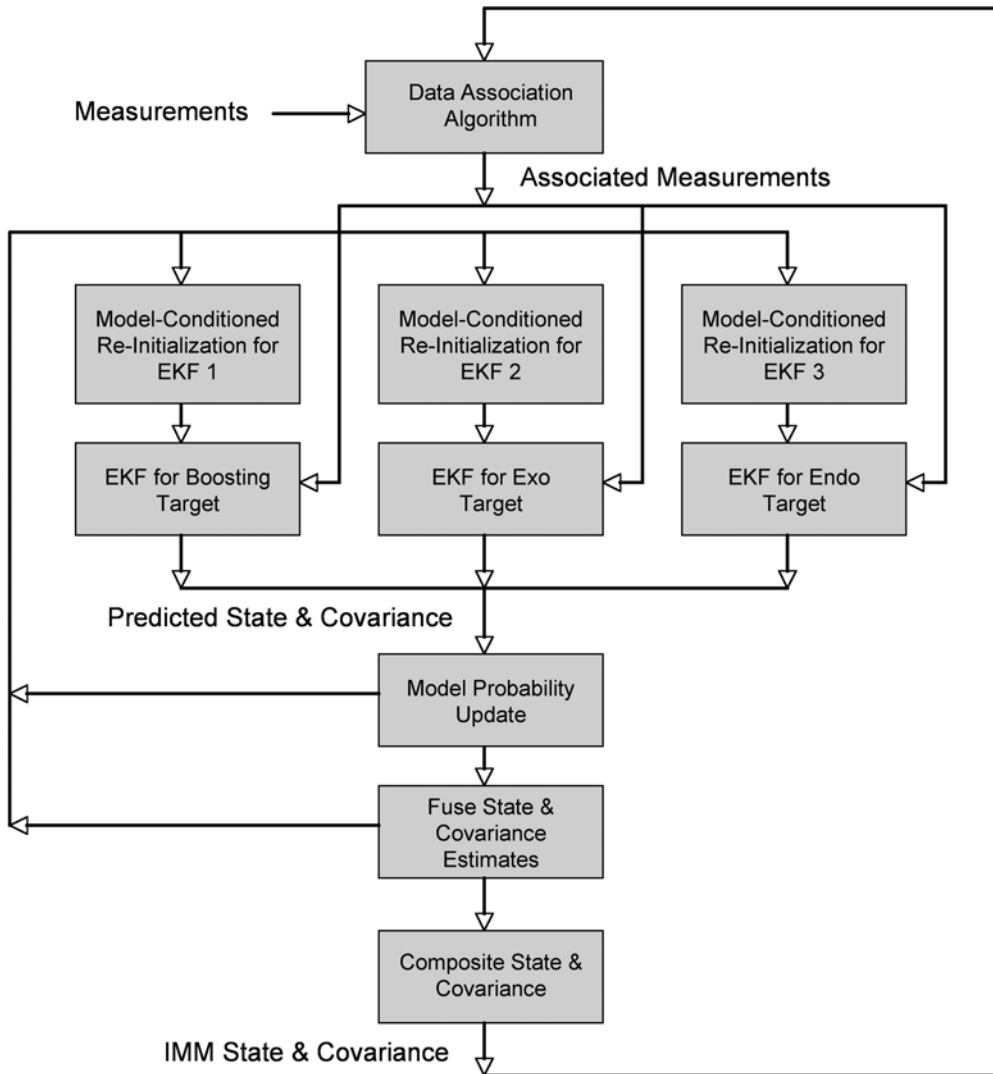 Data Association
Algorithm
Measurements
Associated Measurements
Model-Conditioned
Re-Initialization for
EKF 1
Model-Conditioned
Re-Initialization for
EKF 2
Model-Conditioned
Re-Initialization for
EKF 3
EKF for Boosting
Target
EKF for Exo
Target
EKF for Endo
Target
Predicted State & Covariance
Model Probability
Update
Fuse State &
Covariance
Estimates
Composite State &
Covariance
IMM State & Covariance